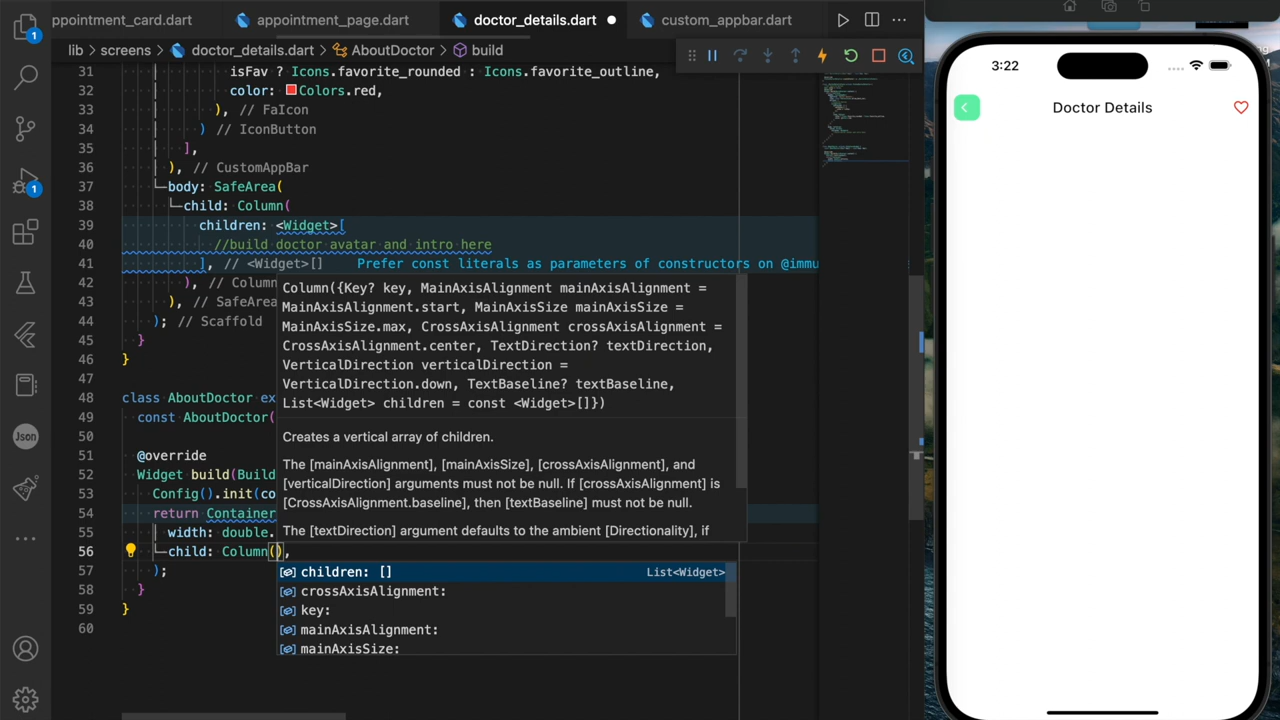 ppointment_card.dart
appointment_page.dart
doctor_details.dart
custom_appbar.dart
lib > screens > doctor_details.dart > AboutDoctor > build
31 isFav ? Icons.favorite_rounded : Icons.favorite_outline,
32 color: Colors.red,
33 ) // FaIcon
34 ) // IconButton
35 ],
36 ), // CustomAppBar
37 body: SafeArea(
38 child: Column(
39 children: <Widget>[
40 //build doctor avatar and intro here
41 ], // <Widget>[] Prefer const literals as parameters of constructors on @immu
42 ), // Column
43 ), // SafeArea
44 ); // Scaffold
45 }
46 }
47
48 class AboutDoctor ex
49 const AboutDoctor(
50
51 @override
52 Widget build(Build
53 Config().init(co
54 return Container
55 width: double.
56 child: Column(),
57 );
58 }
59 }
60
Column({Key? key, MainAxisAlignment mainAxisAlignment =
MainAxisAlignment.start, MainAxisSize mainAxisSize =
MainAxisSize.max, CrossAxisAlignment crossAxisAlignment =
CrossAxisAlignment.center, TextDirection? textDirection,
VerticalDirection verticalDirection =
VerticalDirection.down, TextBaseline? textBaseline,
List<Widget> children = const <Widget>[]})
Creates a vertical array of children.
The [mainAxisAlignment], [mainAxisSize], [crossAxisAlignment], and
[verticalDirection] arguments must not be null. If [crossAxisAlignment] is
[CrossAxisAlignment.baseline], then [textBaseline] must not be null.
The [textDirection] argument defaults to the ambient [Directionality], if
children: [] List<Widget>
crossAxisAlignment:
key:
mainAxisAlignment:
mainAxisSize:
1
1
Json
3:22
Doctor Details